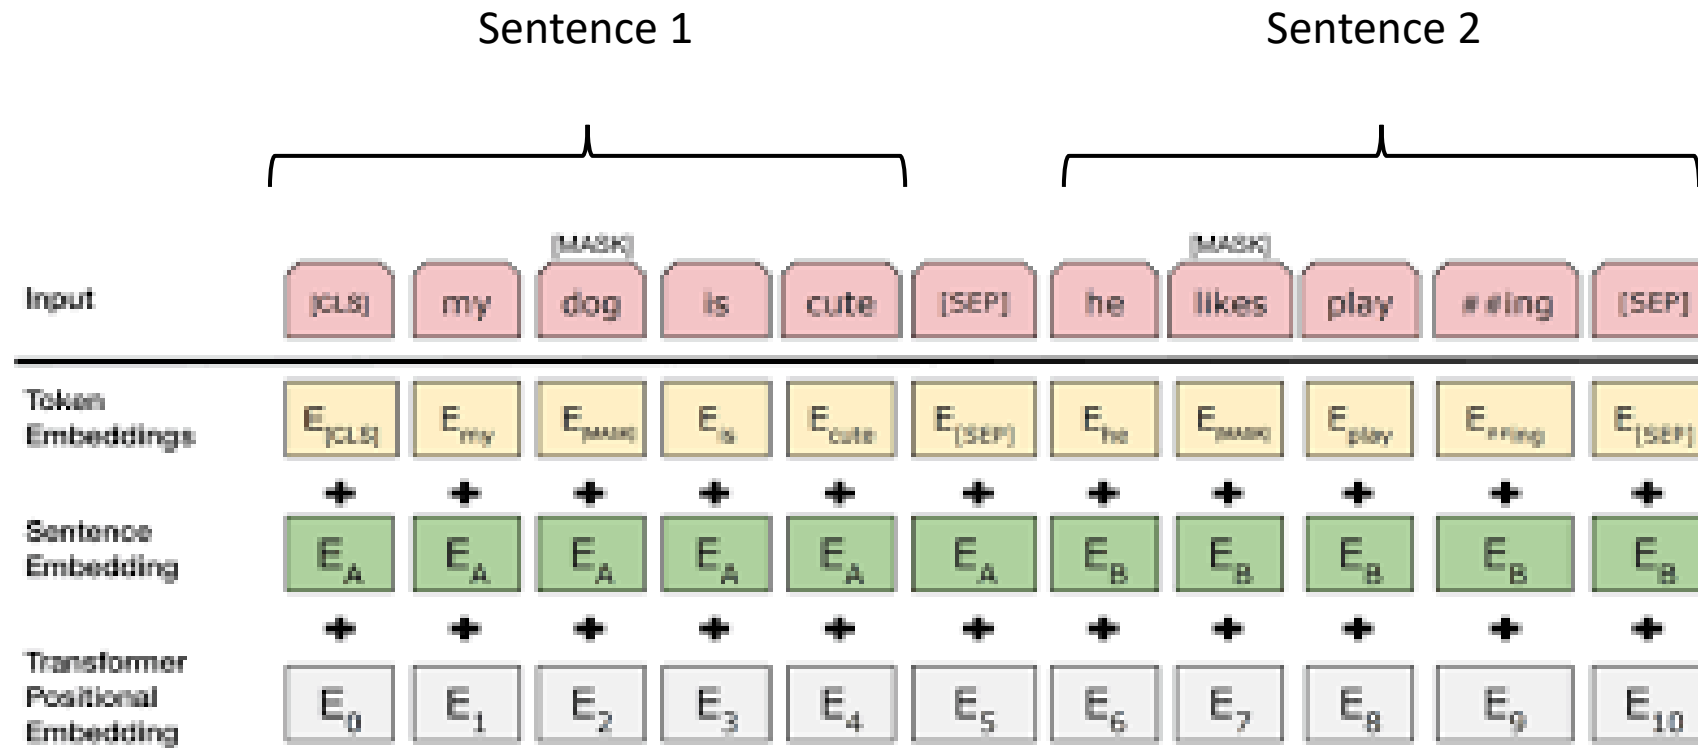 Sentence 1 Sentence 2
[MASK] [MASK]
Input [CLS] my dog is cute [SEP] he likes play ##ing [SEP]
Token
Embeddings E[CLS] Emy E[MASK] Eis Ecute E[SEP] Ehe E[MASK] Eplay E##ing E[SEP]
+ + + + + + + + + + +
Sentence
Embedding EA EA EA EA EA EA EB EB EB EB EB
+ + + + + + + + + + +
Transformer
Positional
Embedding E0 E1 E2 E3 E4 E5 E6 E7 E8 E9 E10